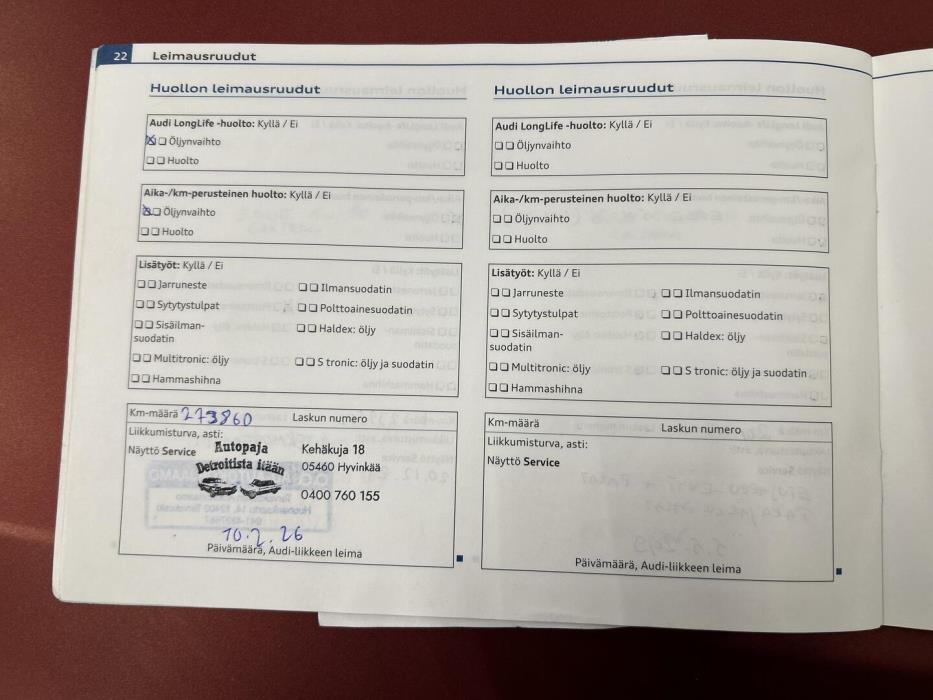 22 Leimausruudut
Huollon leimausruudut
Audi LongLife -huolto: Kyllä / Ei
Öljynvaihto
Huolto
Aika-/km-perusteinen huolto: Kyllä / Ei
Öljynvaihto
Huolto
Lisätyöt: Kyllä / Ei
Jarruneste
Ilmansuodatin
Sytytystulpat
Polttoainesuodatin
Sisäilman-
suodatin
Haldex: öljy
Multitronic: öljy
S tronic: öljy ja suodatin
Hammashihna
Km-määrä 273860
Laskun numero
Liikkumisturva, asti:
Näyttö Service
Autopaja
Detroitista itään
Kehäkuja 18
05460 Hyvinkää
0400 760 155
10.2.26
Päivämäärä, Audi-liikkeen leima
Huollon leimausruudut
Audi LongLife -huolto: Kyllä / Ei
Öljynvaihto
Huolto
Aika-/km-perusteinen huolto: Kyllä / Ei
Öljynvaihto
Huolto
Lisätyöt: Kyllä / Ei
Jarruneste
Ilmansuodatin
Sytytystulpat
Polttoainesuodatin
Sisäilman-
suodatin
Haldex: öljy
Multitronic: öljy
S tronic: öljy ja suodatin
Hammashihna
Km-määrä
Laskun numero
Liikkumisturva, asti:
Näyttö Service
Päivämäärä, Audi-liikkeen leima